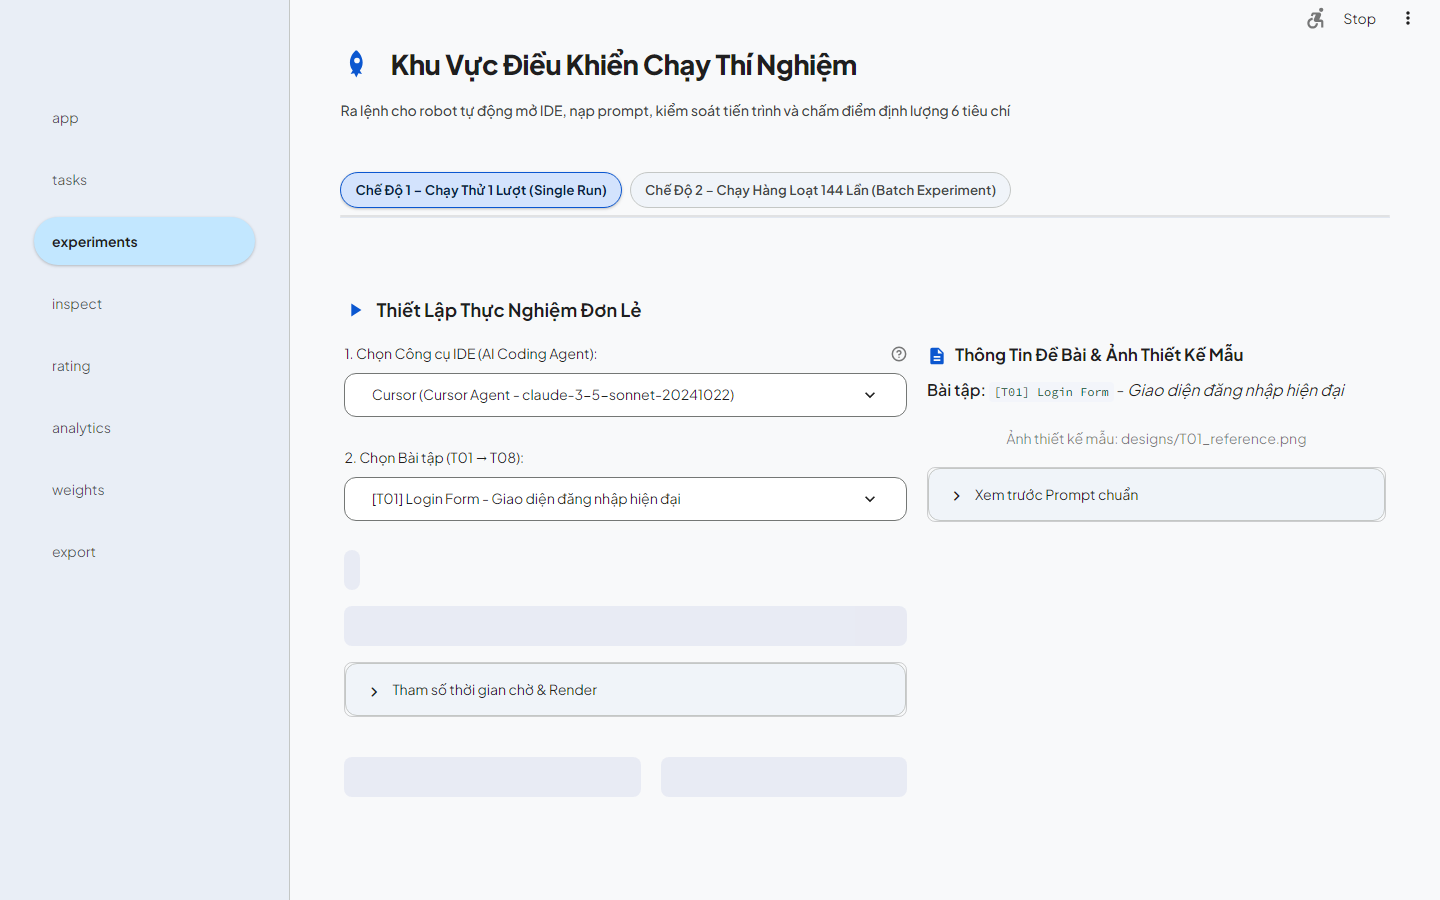 Stop
app
tasks
experiments
inspect
rating
analytics
weights
export
Khu Vực Điều Khiển Chạy Thí Nghiệm
Ra lệnh cho robot tự động mở IDE, nạp prompt, kiểm soát tiến trình và chấm điểm định lượng 6 tiêu chí
Chế Độ 1 – Chạy Thử 1 Lượt (Single Run)
Chế Độ 2 – Chạy Hàng Loạt 144 Lần (Batch Experiment)
Thiết Lập Thực Nghiệm Đơn Lẻ
1. Chọn Công cụ IDE (AI Coding Agent):
Cursor (Cursor Agent - claude-3-5-sonnet-20241022)
2. Chọn Bài tập (T01 → T08):
[T01] Login Form - Giao diện đăng nhập hiện đại
Tham số thời gian chờ & Render
Thông Tin Đề Bài & Ảnh Thiết Kế Mẫu
Bài tập: [T01] Login Form – Giao diện đăng nhập hiện đại
Ảnh thiết kế mẫu: designs/T01_reference.png
Xem trước Prompt chuẩn